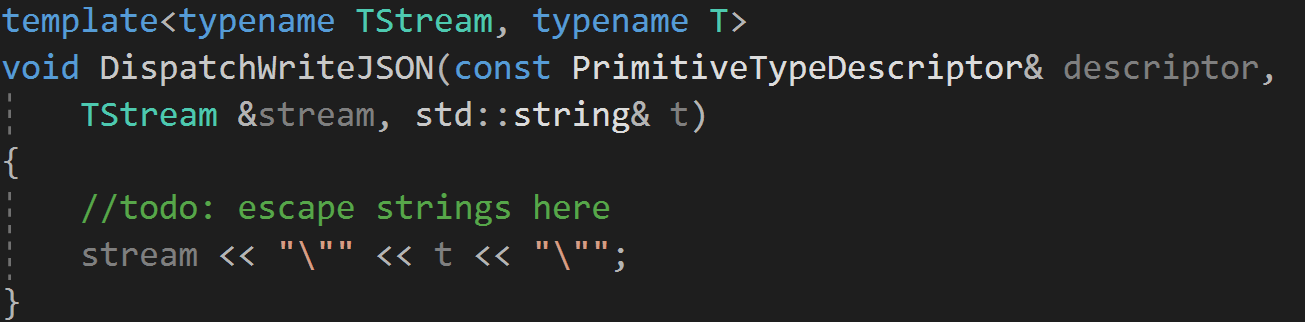 template<typename TStream, typename T>
void DispatchWriteJSON(const PrimitiveTypeDescriptor& descriptor,
    TStream &stream, std::string& t)
{
    //todo: escape strings here
    stream << "\"" << t << "\"";
}